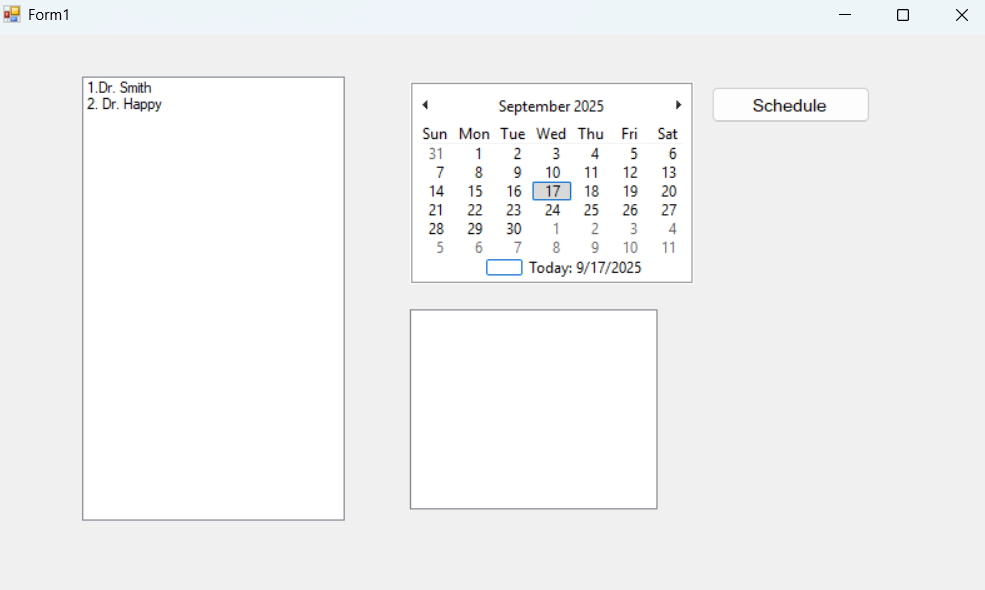 Form1
1.Dr. Smith
2. Dr. Happy
September 2025
Sun Mon Tue Wed Thu Fri Sat
31 1 2 3 4 5 6
7 8 9 10 11 12 13
14 15 16 17 18 19 20
21 22 23 24 25 26 27
28 29 30 1 2 3 4
5 6 7 8 9 10 11
Today: 9/17/2025
Schedule